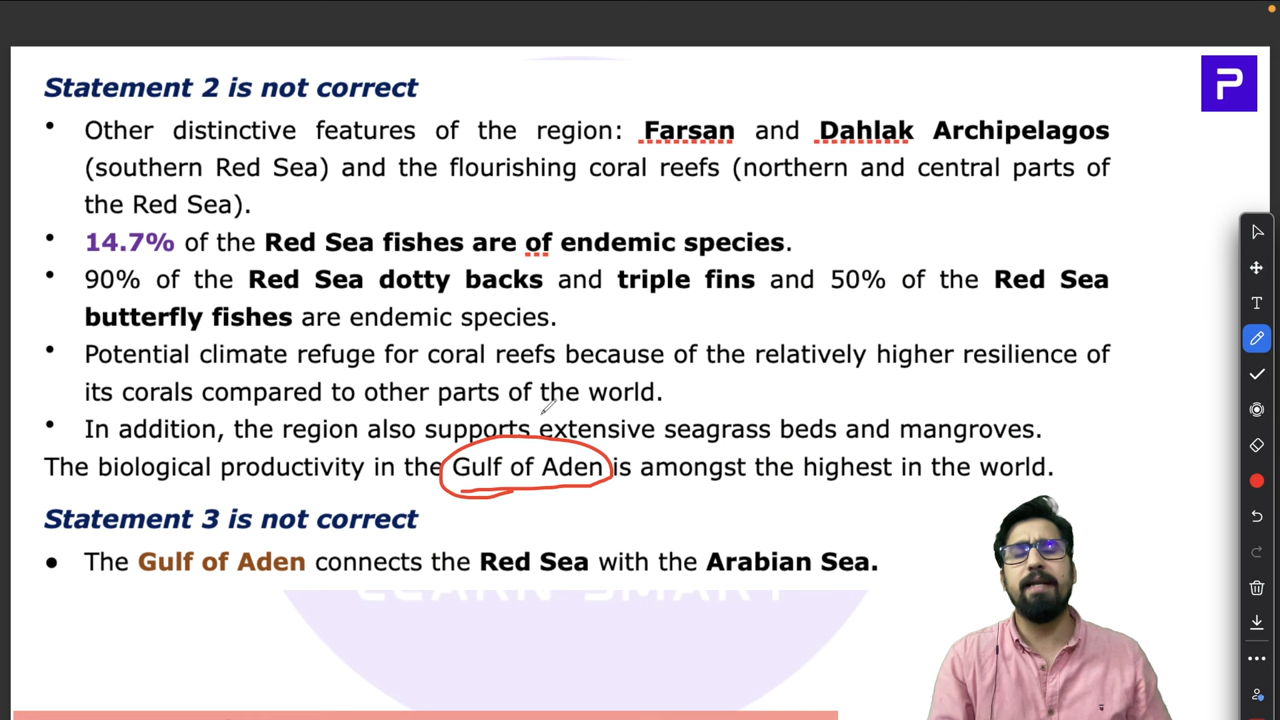 Statement 2 is not correct
P
• Other distinctive features of the region: Farsan and Dahlak Archipelagos
(southern Red Sea) and the flourishing coral reefs (northern and central parts of
the Red Sea).
• 14.7% of the Red Sea fishes are of endemic species.
• 90% of the Red Sea dotty backs and triple fins and 50% of the Red Sea
butterfly fishes are endemic species.
• Potential climate refuge for coral reefs because of the relatively higher resilience of
its corals compared to other parts of the world.
• In addition, the region also supports extensive seagrass beds and mangroves.
The biological productivity in the Gulf of Aden is amongst the highest in the world.
Statement 3 is not correct
● The Gulf of Aden connects the Red Sea with the Arabian Sea.
LEARN SMART
T